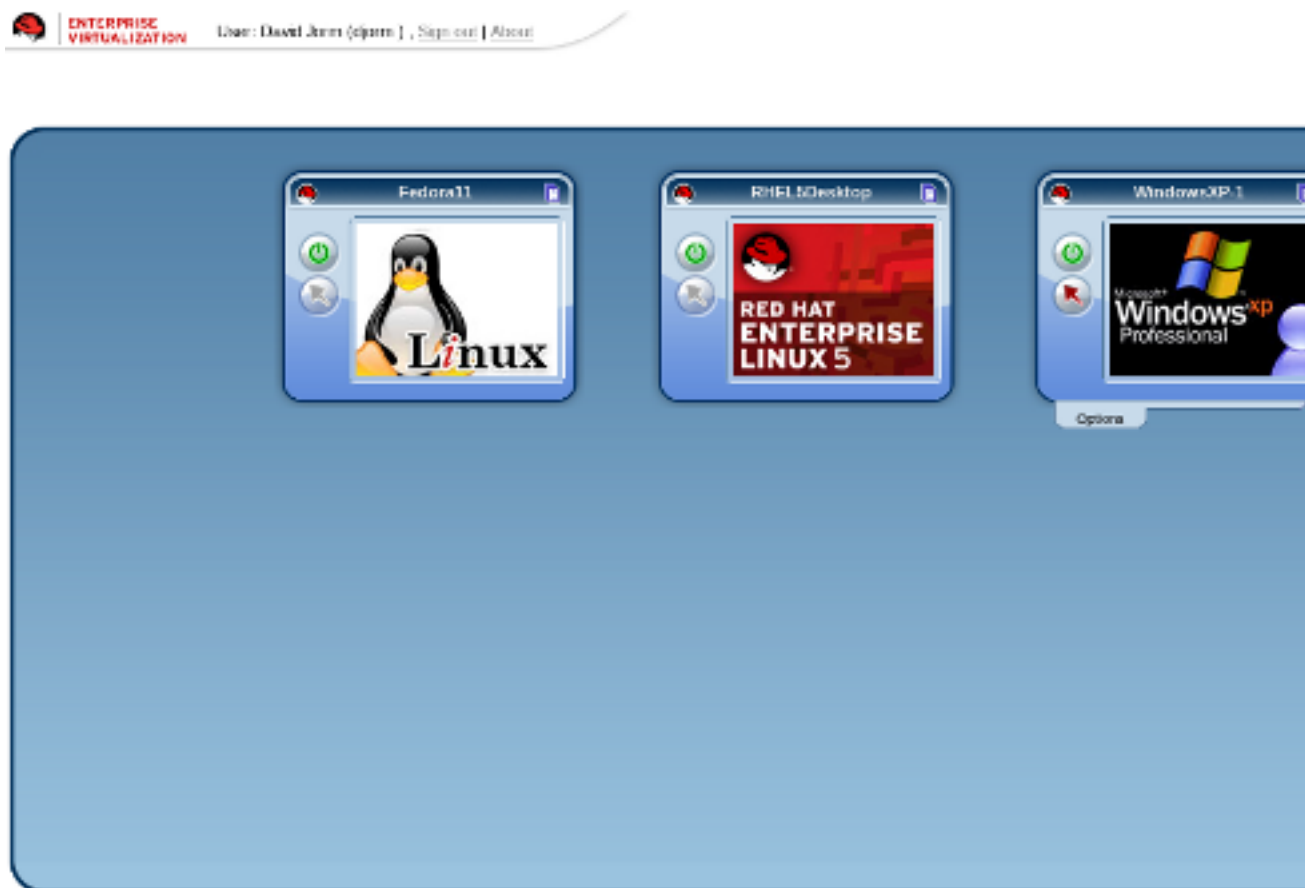 ENTERPRISE
VIRTUALIZATION
User: David Jorm (djorm ) , Sign out | About
Fedora11
RHEL5Desktop
WindowsXP-1
Linux
RED HAT
ENTERPRISE
LINUX 5
Microsoft
Windows xp
Professional
Options